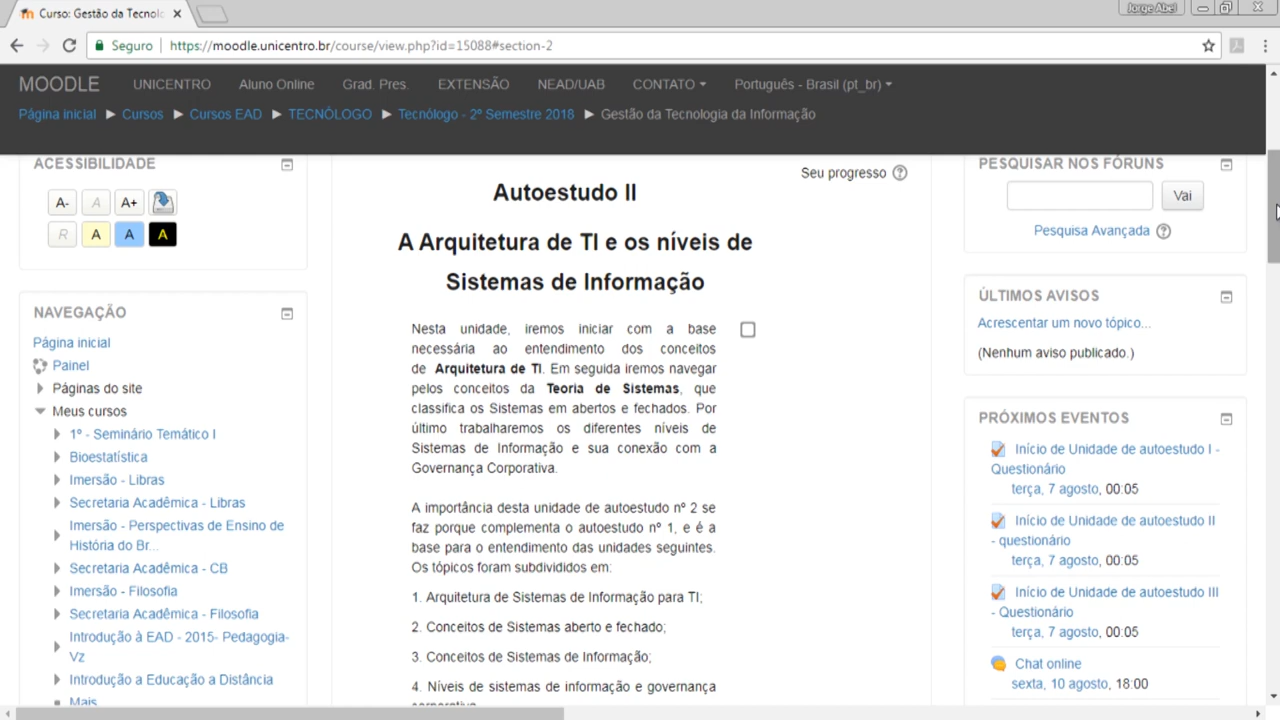 Curso: Gestão da Tecnolo
Jorge Abel
Seguro
https://moodle.unicentro.br/course/view.php?id=15088#section-2
MOODLE UNICENTRO Aluno Online Grad. Pres. EXTENSÃO NEAD/UAB CONTATO Português - Brasil (pt_br)
Página inicial ▶ Cursos ▶ Cursos EAD ▶ TECNÓLOGO ▶ Tecnólogo - 2º Semestre 2018 ▶ Gestão da Tecnologia da Informação
ACESSIBILIDADE
A- A A+
R A A A
NAVEGAÇÃO
Página inicial
Painel
Páginas do site
Meus cursos
1º - Seminário Temático I
Bioestatística
Imersão - Libras
Secretaria Acadêmica - Libras
Imersão - Perspectivas de Ensino de
História do Br...
Secretaria Acadêmica - CB
Imersão - Filosofia
Secretaria Acadêmica - Filosofia
Introdução à EAD - 2015- Pedagogia-
Vz
Introdução a Educação a Distância
Mais
Seu progresso
Autoestudo II
A Arquitetura de TI e os níveis de
Sistemas de Informação
Nesta unidade, iremos iniciar com a base
necessária ao entendimento dos conceitos
de Arquitetura de TI. Em seguida iremos navegar
pelos conceitos da Teoria de Sistemas, que
classifica os Sistemas em abertos e fechados. Por
último trabalharemos os diferentes níveis de
Sistemas de Informação e sua conexão com a
Governança Corporativa.
A importância desta unidade de autoestudo nº 2 se
faz porque complementa o autoestudo nº 1, e é a
base para o entendimento das unidades seguintes.
Os tópicos foram subdivididos em:
1. Arquitetura de Sistemas de Informação para TI;
2. Conceitos de Sistemas aberto e fechado;
3. Conceitos de Sistemas de Informação;
4. Níveis de sistemas de informação e governança
corporativa
PESQUISAR NOS FÓRUNS
Vai
Pesquisa Avançada
ÚLTIMOS AVISOS
Acrescentar um novo tópico...
(Nenhum aviso publicado.)
PRÓXIMOS EVENTOS
Início de Unidade de autoestudo I -
Questionário
terça, 7 agosto, 00:05
Início de Unidade de autoestudo II
- questionário
terça, 7 agosto, 00:05
Início de Unidade de autoestudo III
- Questionário
terça, 7 agosto, 00:05
Chat online
sexta, 10 agosto, 18:00